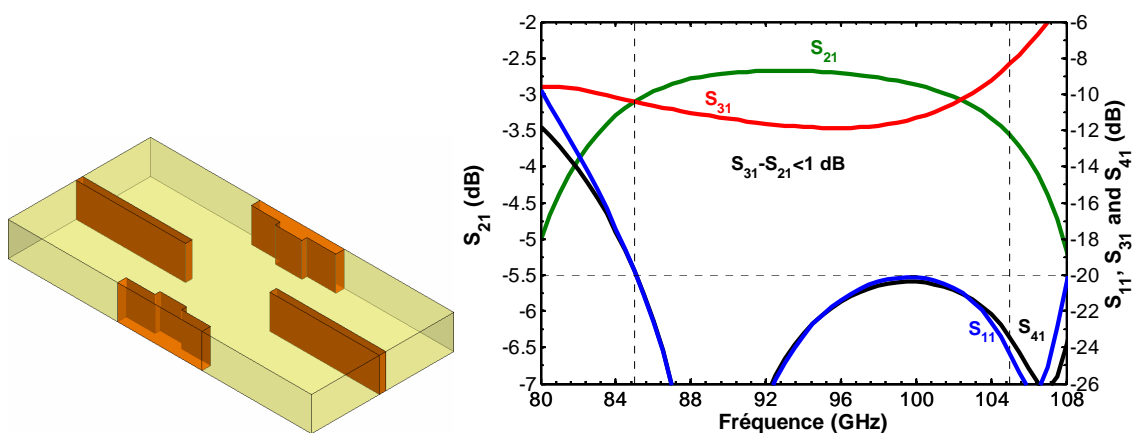 -2
-2.5
-3
-3.5
-4
-4.5
-5
-5.5
-6
-6.5
-7
S21 (dB)
-6
-8
-10
-12
-14
-16
-18
-20
-22
-24
-26
S11, S31 and S41 (dB)
S21
S31
S31-S21<1 dB
S11
S41
80 84 88 92 96 100 104 108
Fréquence (GHz)